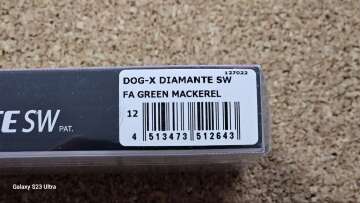 127022
DOG-X DIAMANTE SW
FA GREEN MACKEREL
12
4 513473 512643
TE SW PAT.
Galaxy S23 Ultra